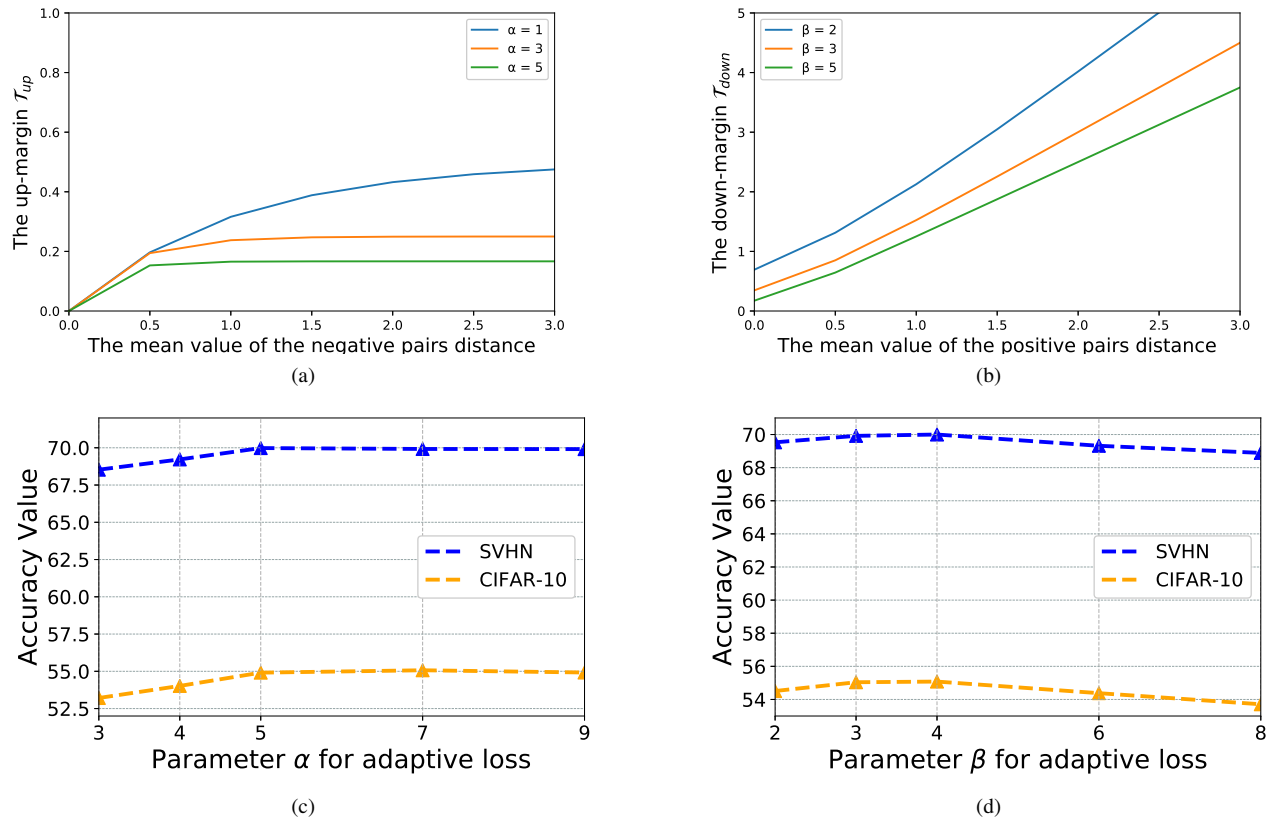 The up-margin 𝒯up
1.0
0.8
0.6
0.4
0.2
0.0
α = 1
α = 3
α = 5
0.0 0.5 1.0 1.5 2.0 2.5 3.0
The mean value of the negative pairs distance
(a)
The down-margin 𝒯down
5
4
3
2
1
0
β = 2
β = 3
β = 5
0.0 0.5 1.0 1.5 2.0 2.5 3.0
The mean value of the positive pairs distance
(b)
Accuracy Value
70.0
67.5
65.0
62.5
60.0
57.5
55.0
52.5
SVHN
CIFAR-10
3 4 5 7 9
Parameter α for adaptive loss
(c)
Accuracy Value
70
68
66
64
62
60
58
56
54
SVHN
CIFAR-10
2 3 4 6 8
Parameter β for adaptive loss
(d)